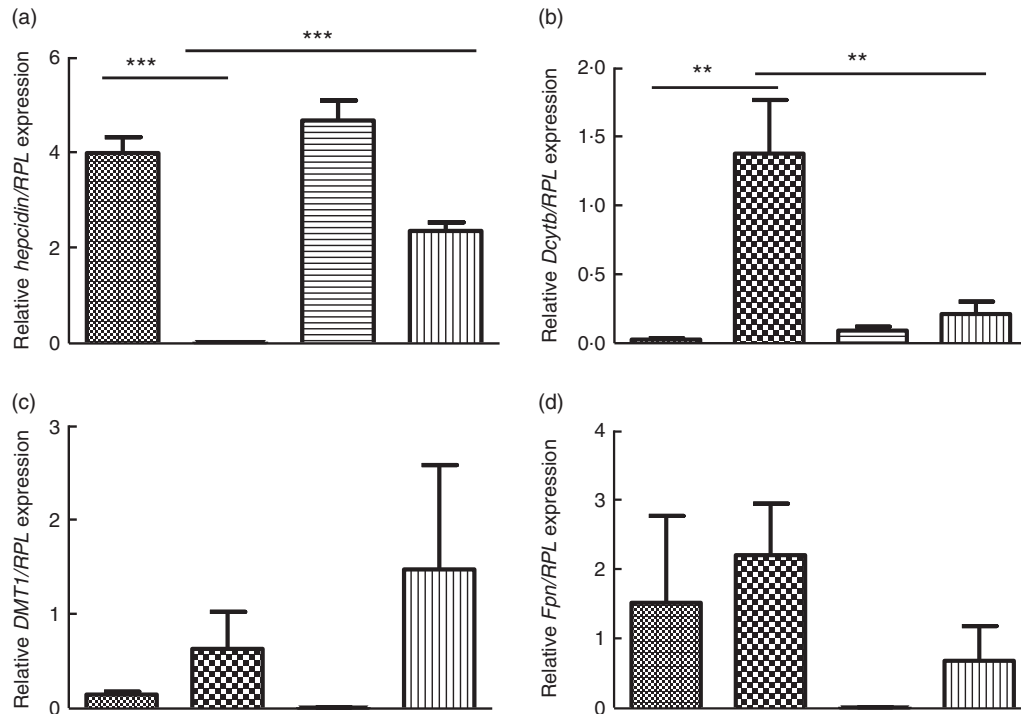 (a)
***
***
Relative hepcidin/RPL expression
6
4
2
0
(b)
**
**
Relative Dcytb/RPL expression
2·0
1·5
1·0
0·5
0·0
(c)
Relative DMT1/RPL expression
3
2
1
0
(d)
Relative Fpn/RPL expression
4
3
2
1
0